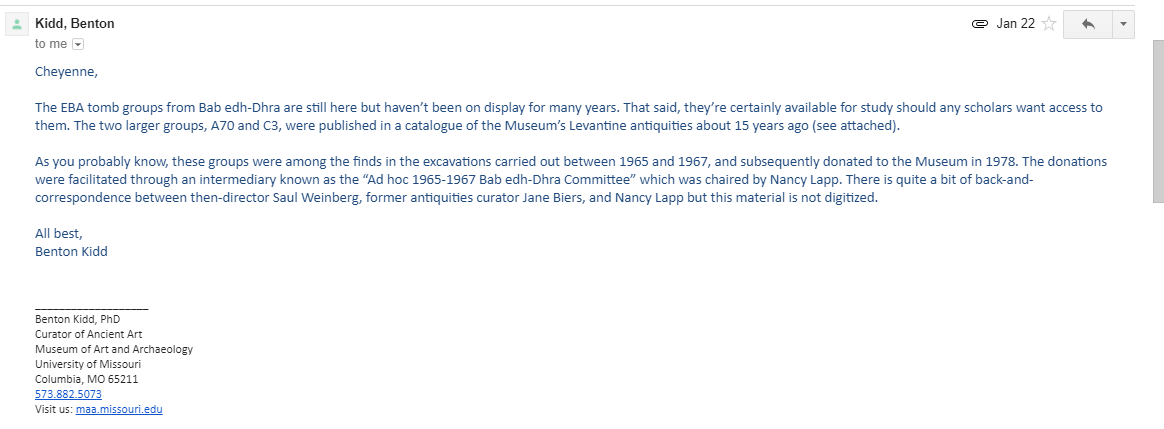 Kidd, Benton
Jan 22
to me
Cheyenne,
The EBA tomb groups from Bab edh-Dhra are still here but haven’t been on display for many years. That said, they’re certainly available for study should any scholars want access to
them. The two larger groups, A70 and C3, were published in a catalogue of the Museum’s Levantine antiquities about 15 years ago (see attached).
As you probably know, these groups were among the finds in the excavations carried out between 1965 and 1967, and subsequently donated to the Museum in 1978. The donations
were facilitated through an intermediary known as the “Ad hoc 1965-1967 Bab edh-Dhra Committee” which was chaired by Nancy Lapp. There is quite a bit of back-and-
correspondence between then-director Saul Weinberg, former antiquities curator Jane Biers, and Nancy Lapp but this material is not digitized.
All best,
Benton Kidd
___________________
Benton Kidd, PhD
Curator of Ancient Art
Museum of Art and Archaeology
University of Missouri
Columbia, MO 65211
573.882.5073
Visit us: maa.missouri.edu